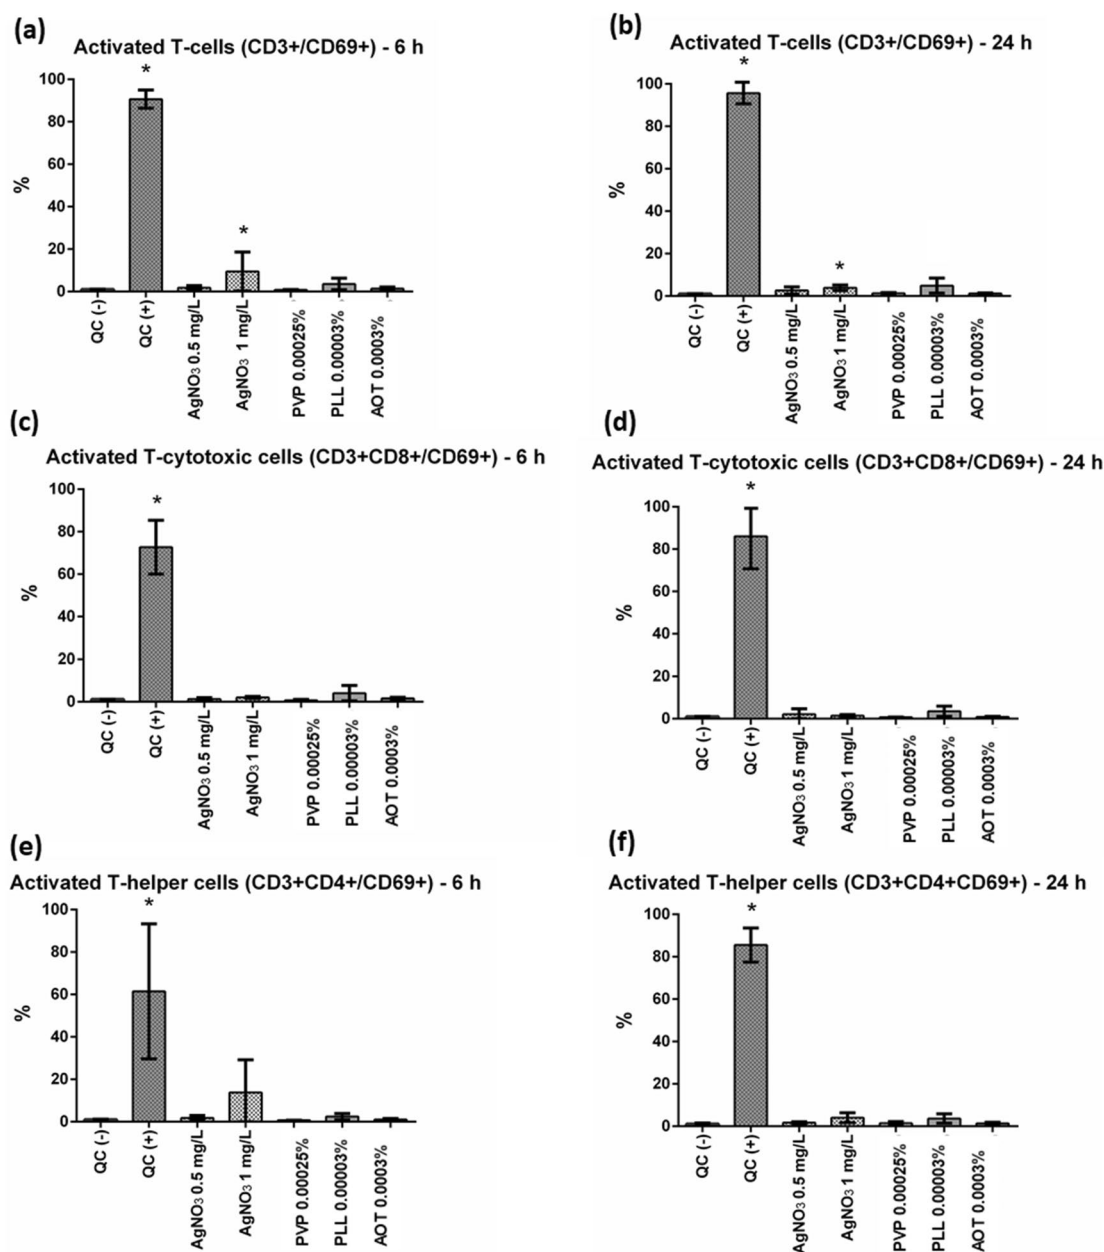 (a)
Activated T-cells (CD3+/CD69+) - 6 h
*
*
100
80
60
40
20
0
%
QC (-)
QC (+)
AgNO3 0.5 mg/L
AgNO3 1 mg/L
PVP 0.00025%
PLL 0.00003%
AOT 0.0003%
(b)
Activated T-cells (CD3+/CD69+) - 24 h
*
*
100
80
60
40
20
0
%
QC (-)
QC (+)
AgNO3 0.5 mg/L
AgNO3 1 mg/L
PVP 0.00025%
PLL 0.00003%
AOT 0.0003%
(c)
Activated T-cytotoxic cells (CD3+CD8+/CD69+) - 6 h
*
100
80
60
40
20
0
%
QC (-)
QC (+)
AgNO3 0.5 mg/L
AgNO3 1 mg/L
PVP 0.00025%
PLL 0.00003%
AOT 0.0003%
(d)
Activated T-cytotoxic cells (CD3+CD8+/CD69+) - 24 h
*
100
80
60
40
20
0
%
QC (-)
QC (+)
AgNO3 0.5 mg/L
AgNO3 1 mg/L
PVP 0.00025%
PLL 0.00003%
AOT 0.0003%
(e)
Activated T-helper cells (CD3+CD4+/CD69+) - 6 h
*
100
80
60
40
20
0
%
QC (-)
QC (+)
AgNO3 0.5 mg/L
AgNO3 1 mg/L
PVP 0.00025%
PLL 0.00003%
AOT 0.0003%
(f)
Activated T-helper cells (CD3+CD4+CD69+) - 24 h
*
100
80
60
40
20
0
%
QC (-)
QC (+)
AgNO3 0.5 mg/L
AgNO3 1 mg/L
PVP 0.00025%
PLL 0.00003%
AOT 0.0003%